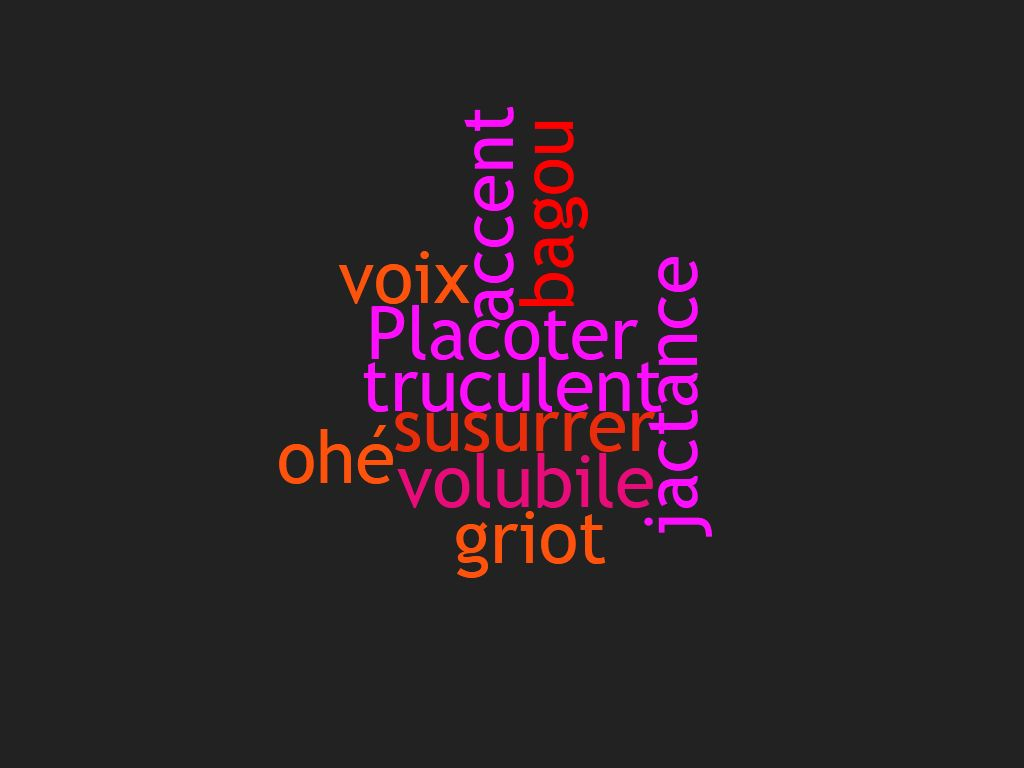 accent
bagou
voix
jactance
Placoter
truculent
susurrer
ohé
volubile
griot